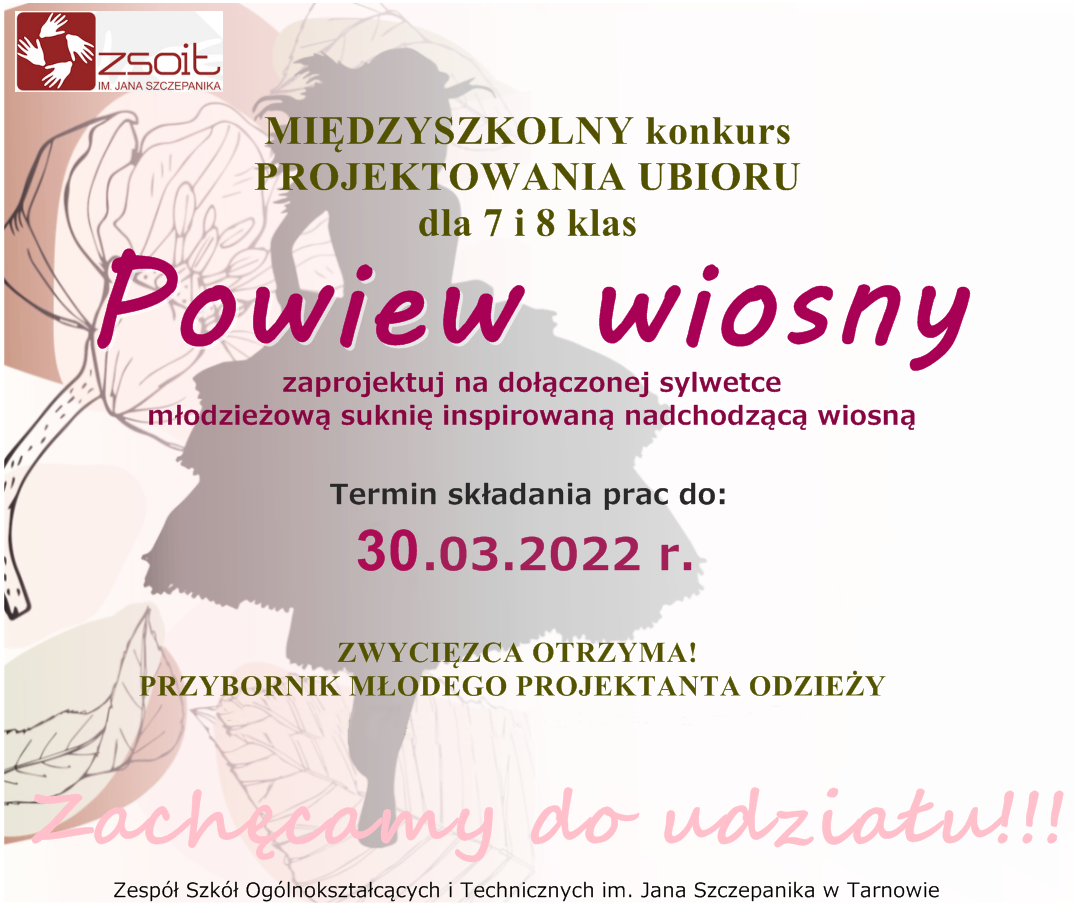 zsoit
IM. JANA SZCZEPANIKA
MIĘDZYSZKOLNY konkurs
PROJEKTOWANIA UBIORU
dla 7 i 8 klas
Powiew wiosny
zaprojektuj na dołączonej sylwetce
młodzieżową suknię inspirowaną nadchodzącą wiosną
Termin składania prac do:
30.03.2022 r.
ZWYCIĘZCA OTRZYMA!
PRZYBORNIK MŁODEGO PROJEKTANTA ODZIEŻY
Zachęcamy do udziału!!!
Zespół Szkół Ogólnokształcących i Technicznych im. Jana Szczepanika w Tarnowie